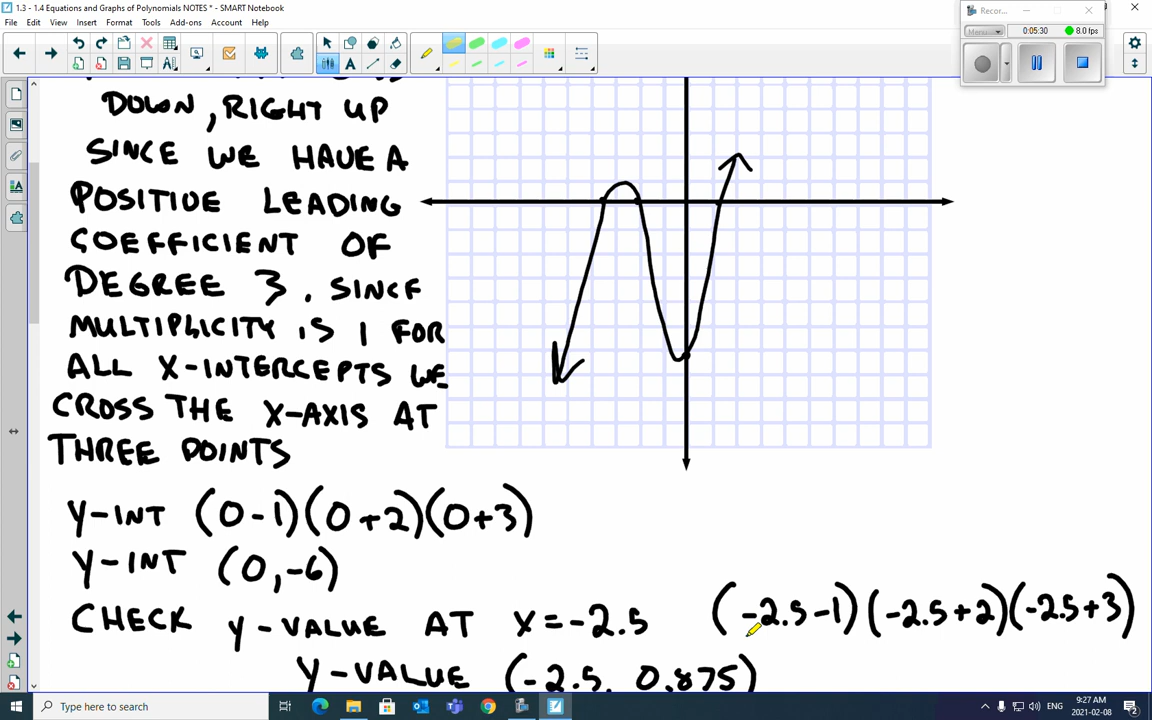 1.3 - 1.4 Equations and Graphs of Polynomials NOTES * - SMART Notebook
Recor...
File Edit View Insert Format Tools Add-ons Account Help
Menu
0:05:30
8.0 fps
DOWN, RIGHT UP
SINCE WE HAVE A
POSITIVE LEADING
COEFFICIENT OF
DEGREE 3. SINCE
MULTIPLICITY IS 1 FOR
ALL X-INTERCEPTS WE
CROSS THE X-AXIS AT
THREE POINTS
Y-INT (0-1)(0+2)(0+3)
Y-INT (0,-6)
CHECK Y-VALUE AT X=-2.5 (-2.5-1)(-2.5+2)(-2.5+3)
Y-VALUE (-2.5, 0.875)
Type here to search
ENG
9:27 AM
2021-02-08
2